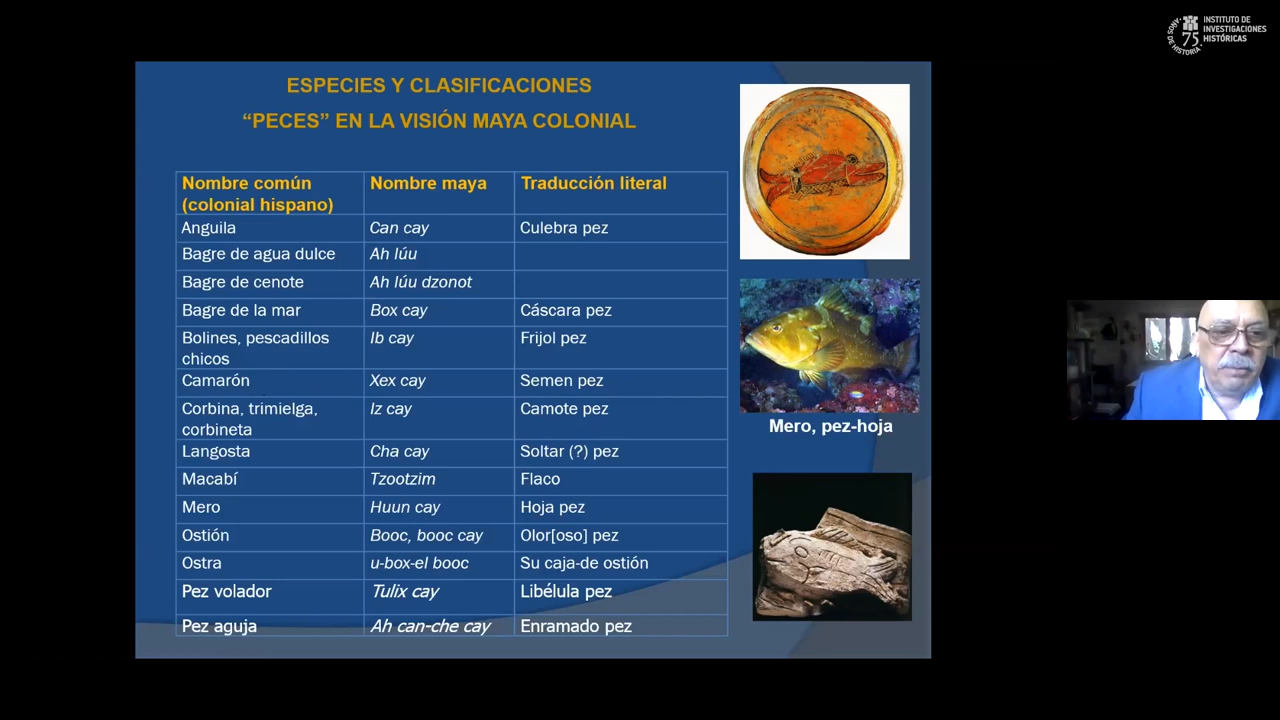 INSTITUTO DE
INVESTIGACIONES
HISTÓRICAS
75
AÑOS DE HISTORIA
ESPECIES Y CLASIFICACIONES
“PECES” EN LA VISIÓN MAYA COLONIAL
Nombre común (colonial hispano) Nombre maya Traducción literal
Anguila Can cay Culebra pez
Bagre de agua dulce Ah lúu
Bagre de cenote Ah lúu dzonot
Bagre de la mar Box cay Cáscara pez
Bolines, pescadillos chicos Ib cay Frijol pez
Camarón Xex cay Semen pez
Corbina, trimielga, corbineta Iz cay Camote pez
Langosta Cha cay Soltar (?) pez
Macabí Tzootzim Flaco
Mero Huun cay Hoja pez
Ostión Booc, booc cay Olor[oso] pez
Ostra u-box-el booc Su caja-de ostión
Pez volador Tulix cay Libélula pez
Pez aguja Ah can-che cay Enramado pez
Mero, pez-hoja